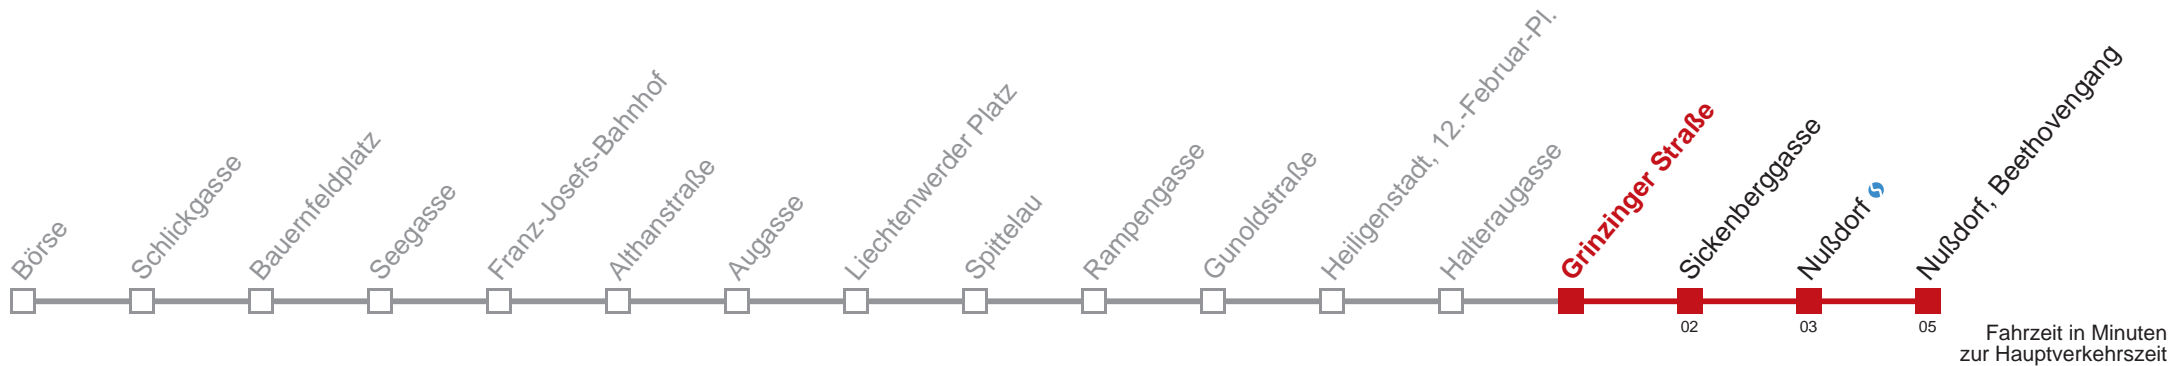 Börse
Schlickgasse
Bauernfeldplatz
Seegasse
Franz-Josefs-Bahnhof
Althanstraße
Augasse
Liechtenwerder Platz
Spittelau
Rampengasse
Gunoldstraße
Heiligenstadt, 12.-Februar-Pl.
Halteraugasse
Grinzinger Straße
Sickenberggasse
Nußdorf
Nußdorf, Beethovengang
02
03
05
Fahrzeit in Minuten
zur Hauptverkehrszeit